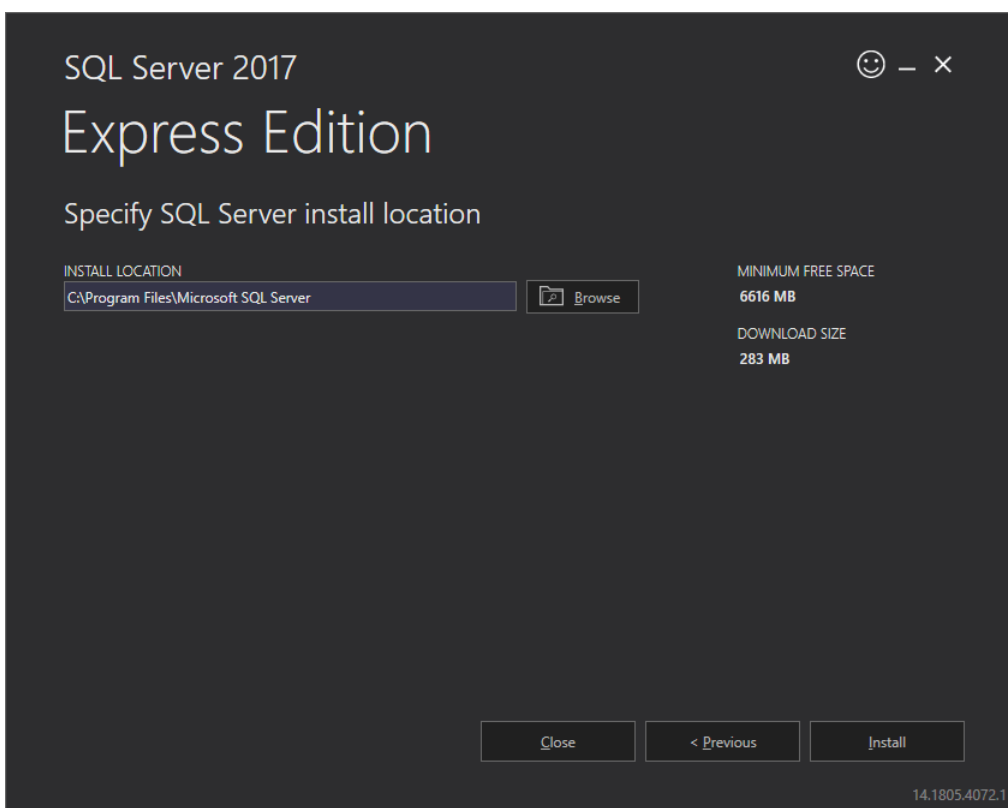 SQL Server 2017
Express Edition
Specify SQL Server install location
INSTALL LOCATION
C:\Program Files\Microsoft SQL Server
Browse
MINIMUM FREE SPACE
6616 MB
DOWNLOAD SIZE
283 MB
Close
< Previous
Install
14.1805.4072.1